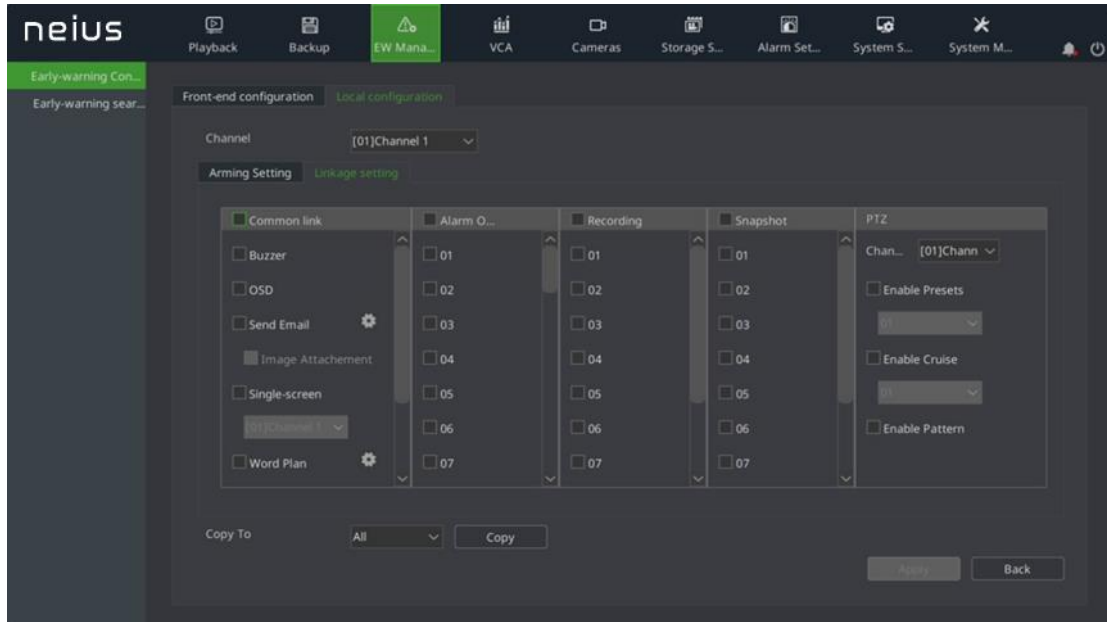 neius
Playback Backup EW Mana... VCA Cameras Storage S... Alarm Set... System S... System M...
Early-warning Con...
Early-warning sear...
Front-end configuration Local configuration
Channel [01]Channel 1
Arming Setting Linkage setting
Common link Alarm O... Recording Snapshot PTZ
Buzzer 01 01 01 Chan... [01]Chann
OSD 02 02 02 Enable Presets
Send Email 03 03 03 01
Image Attachement 04 04 04 Enable Cruise
Single-screen 05 05 05 01
[01]Channel 1 06 06 06 Enable Pattern
Word Plan 07 07 07
Copy To All Copy
Apply Back